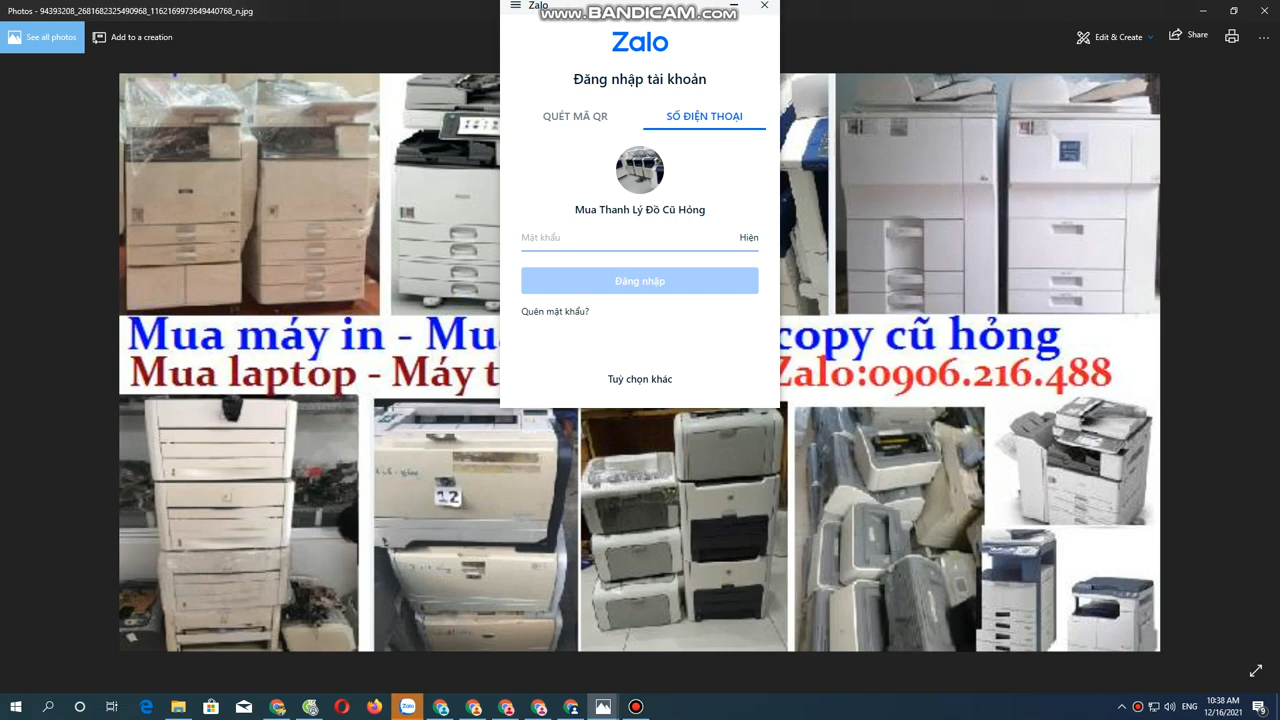 Photos - 94393208_2681682325490968_1162169973649440768_n.jpg
See all photos
Add to a creation
Edit & Create
Share
Zalo
www.BANDICAM.com
Zalo
Đăng nhập tài khoản
QUÉT MÃ QR
SỐ ĐIỆN THOẠI
Mua Thanh Lý Đồ Cũ Hỏng
Mật khẩu
Hiện
Đăng nhập
Quên mật khẩu?
Tuỳ chọn khác
Mua máy in - Mu
copy cũ hỏng
Mua laptop - Máy t
Zalo:0906.216.488
12
Zalo
ENG
10:38 AM
12/16/2021